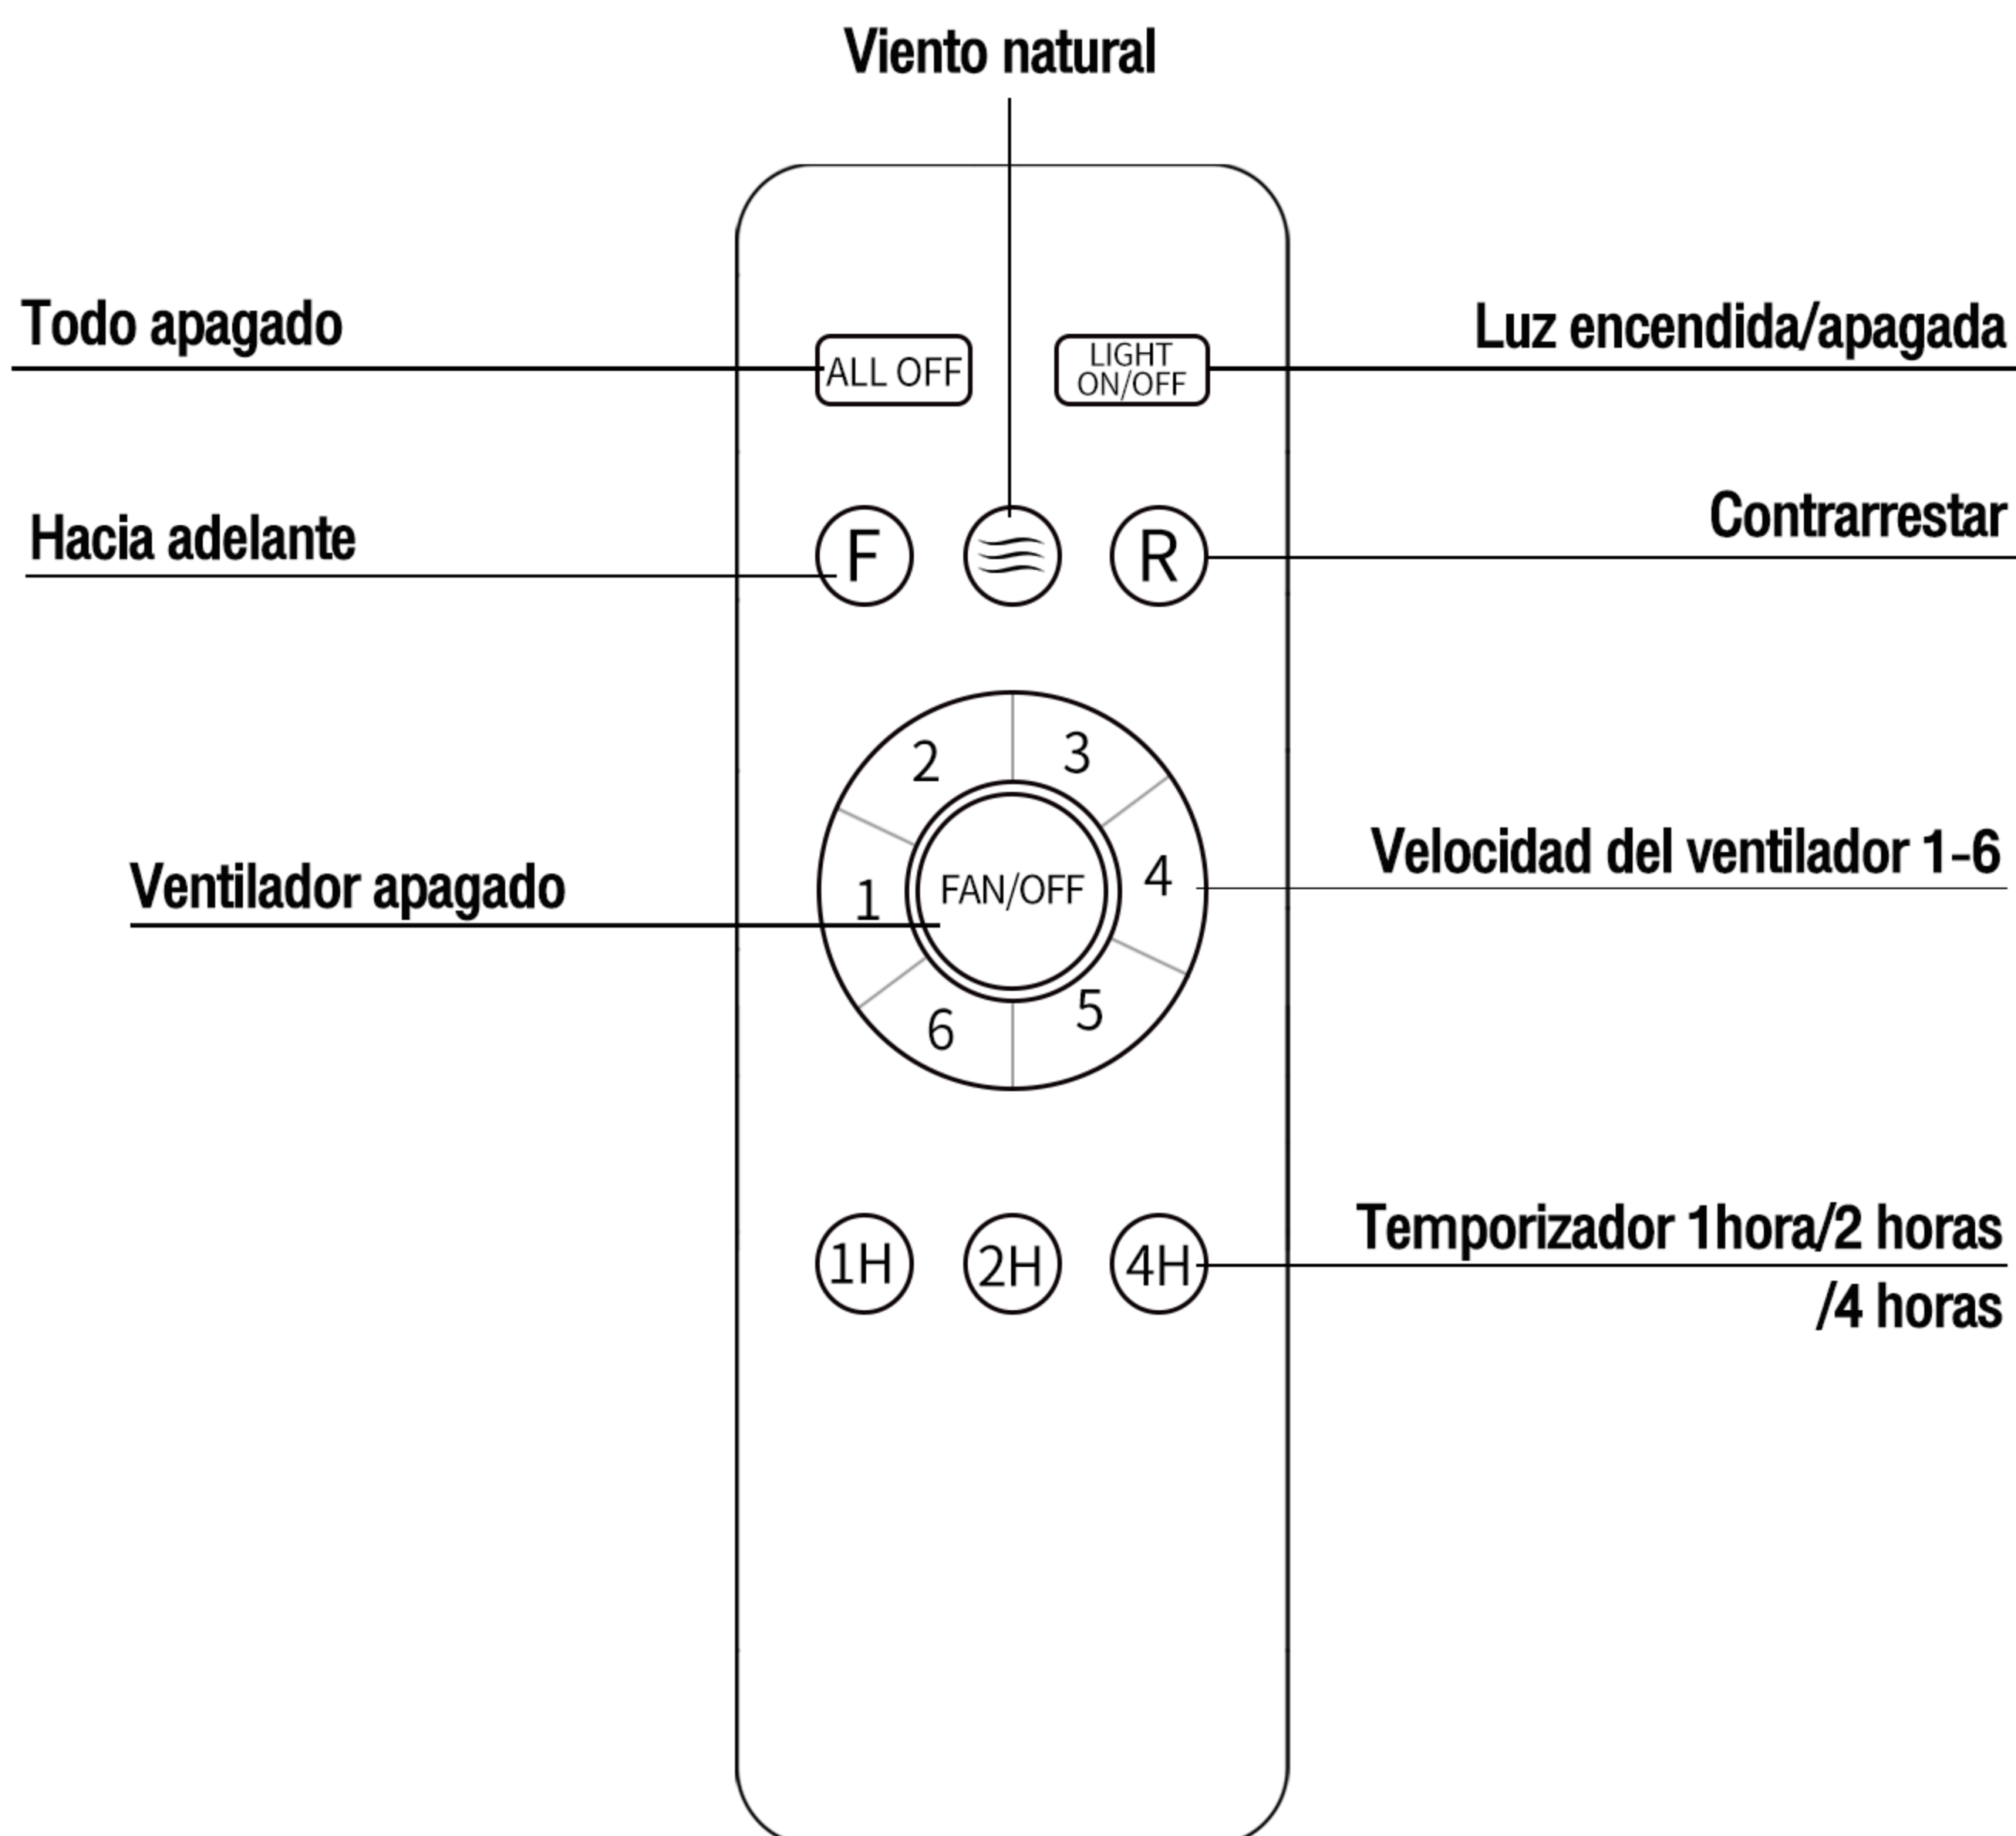 Viento natural
Todo apagado
ALL OFF
LIGHT
ON/OFF
Luz encendida/apagada
Hacia adelante
F
R
Contrarrestar
2
3
Ventilador apagado
1
FAN/OFF
4
Velocidad del ventilador 1-6
6
5
1H
2H
4H
Temporizador 1hora/2 horas
/4 horas